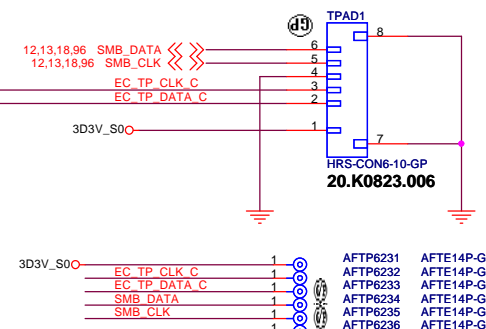 GP TPAD1
8
12,13,18,96 SMB_DATA 6
12,13,18,96 SMB_CLK 5
4
EC_TP_CLK_C 3
EC_TP_DATA_C 2
3D3V_S0 1
7
HRS-CON6-10-GP
20.K0823.006
3D3V_S0 1 AFTP6231 AFTE14P-G
EC_TP_CLK_C 1 AFTP6232 AFTE14P-G
EC_TP_DATA_C 1 AFTP6233 AFTE14P-G
SMB_DATA 1 AFTP6234 AFTE14P-G
SMB_CLK 1 AFTP6235 AFTE14P-G
1 AFTP6236 AFTE14P-G